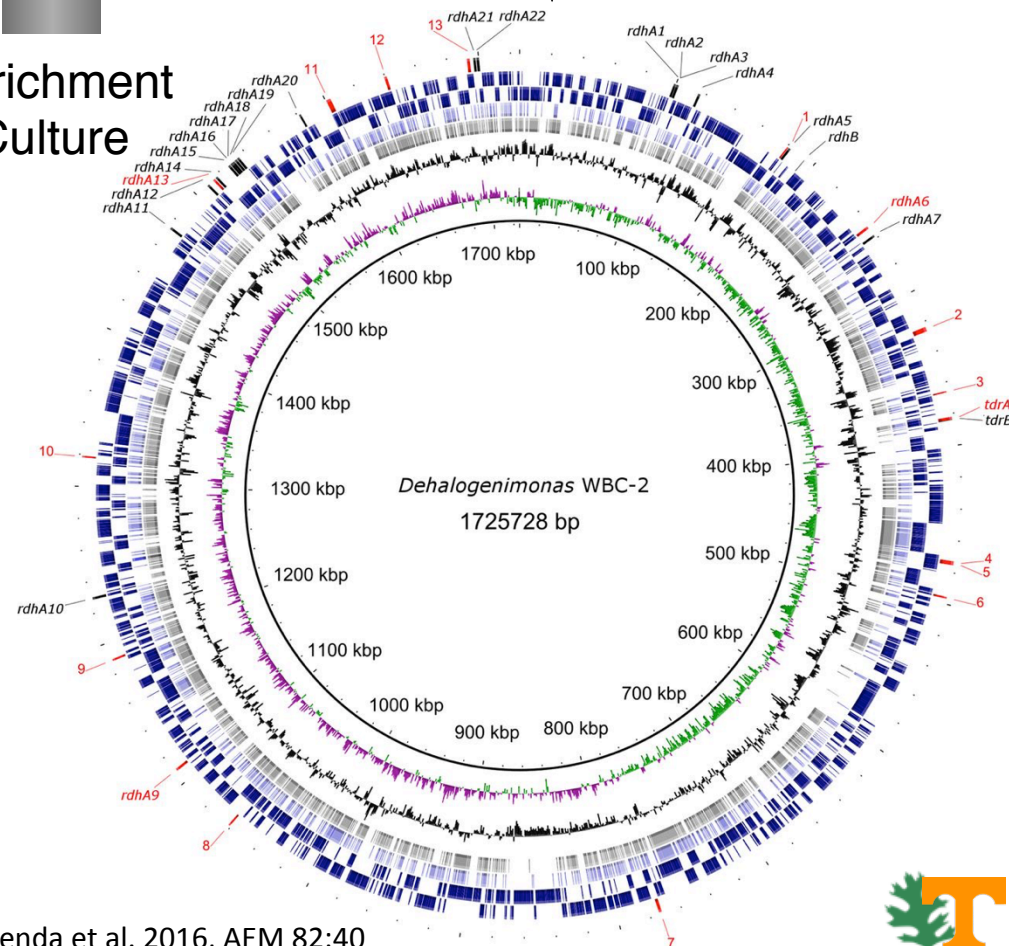 richment
Culture
rdhA21 rdhA22
13
12
11
rdhA20
rdhA19
rdhA18
rdhA17
rdhA16
rdhA15
rdhA14
rdhA13
rdhA12
rdhA11
rdhA1
rdhA2
rdhA3
rdhA4
1
rdhA5
rdhB
rdhA6
rdhA7
2
3
tdrA
tdrB
4
5
6
7
8
rdhA9
9
rdhA10
10
1700 kbp
100 kbp
200 kbp
300 kbp
400 kbp
500 kbp
600 kbp
700 kbp
800 kbp
900 kbp
1000 kbp
1100 kbp
1200 kbp
1300 kbp
1400 kbp
1500 kbp
1600 kbp
Dehalogenimonas WBC-2
1725728 bp
enda et al. 2016. AEM 82:40
T